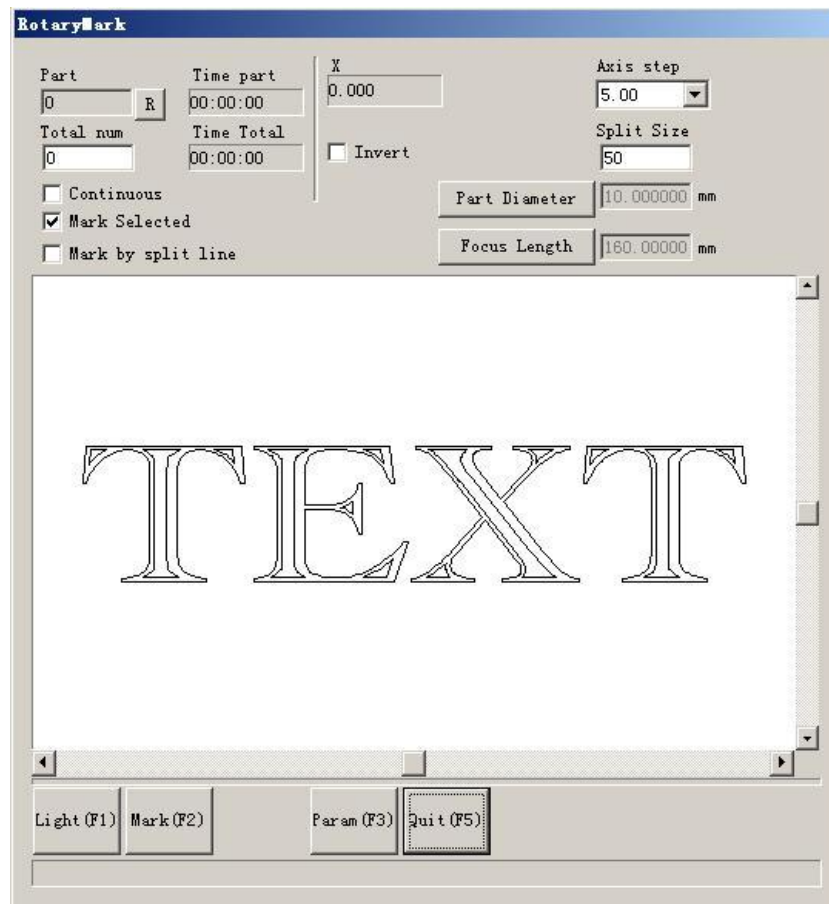 RotaryMark
Part
0
R
Time part
00:00:00
X
0.000
Axis step
5.00
Total num
0
Time Total
00:00:00
Invert
Split Size
50
Continuous
Part Diameter
10.000000 mm
Mark Selected
Focus Length
160.00000 mm
Mark by split line
TEXT
Light(F1)
Mark(F2)
Param(F3)
Quit(F5)